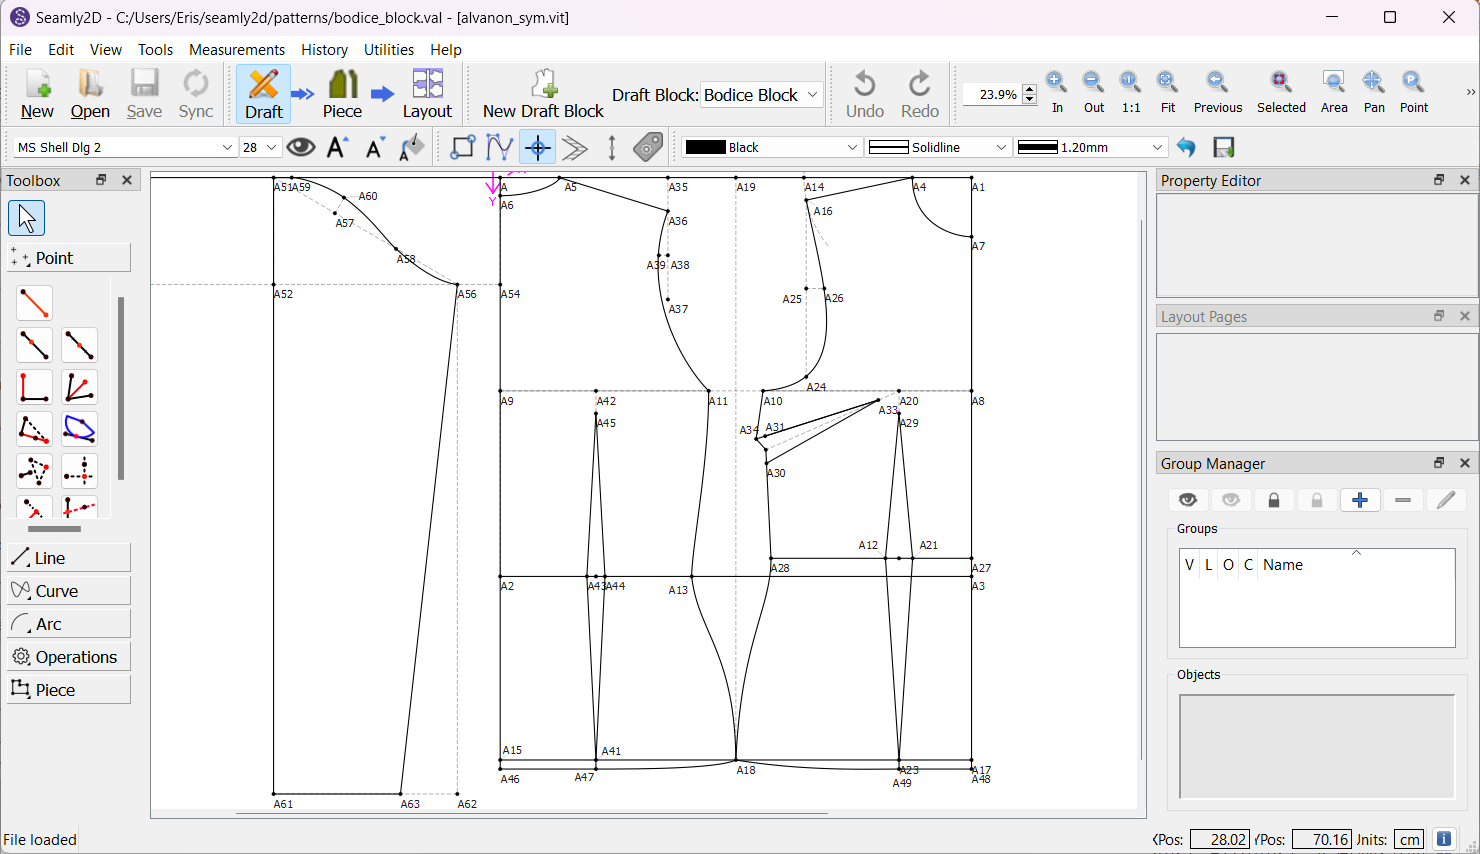 Seamly2D - C:/Users/Eris/seamly2d/patterns/bodice_block.val - [alvanon_sym.vit]
File Edit View Tools Measurements History Utilities Help
New Open Save Sync Draft Piece Layout New Draft Block Draft Block: Bodice Block Undo Redo 23.9% In Out 1:1 Fit Previous Selected Area Pan Point
MS Shell Dlg 2 28 Black Solidline 1.20mm
Toolbox
Point
Line
Curve
Arc
Operations
Piece
A51 A59 A A5 A35 A19 A14 A4 A1
A60
A6
A57
A36
A16
A7
A58
A39 A38
A52 A56 A54
A25 A26
A37
A24
A9 A42 A11 A10 A20 A8
A33
A45 A34 A31 A29
A30
A12 A21
A28 A27
A2 A43 A44 A13 A3
A15 A41
A18 A23 A17
A46 A47 A49 A48
A61 A63 A62
Y
Property Editor
Layout Pages
Group Manager
Groups
V L O C Name
Objects
File loaded
XPos: 28.02 YPos: 70.16 Units: cm